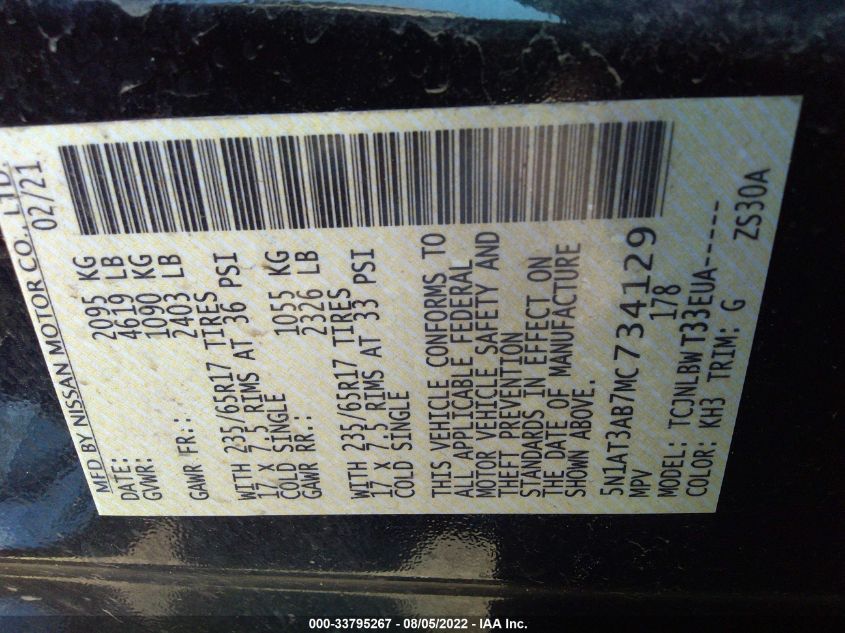 MFD BY NISSAN MOTOR CO., LTD.
DATE: 02/21
GVWR: 2095 KG
4619 LB
GAWR FR.: 1090 KG
2403 LB
WITH 235/65R17 TIRES
17 X 7.5 RIMS AT 36 PSI
COLD SINGLE
GAWR RR.: 1055 KG
2326 LB
WITH 235/65R17 TIRES
17 X 7.5 RIMS AT 33 PSI
COLD SINGLE
THIS VEHICLE CONFORMS TO
ALL APPLICABLE FEDERAL
MOTOR VEHICLE SAFETY AND
THEFT PREVENTION
STANDARDS IN EFFECT ON
THE DATE OF MANUFACTURE
SHOWN ABOVE.
5N1AT3AB7MC734129
MPV 178
MODEL: TCJNLBWT33EUA-----
COLOR: KH3 TRIM: G ZS30A
000-33795267 - 08/05/2022 - IAA Inc.